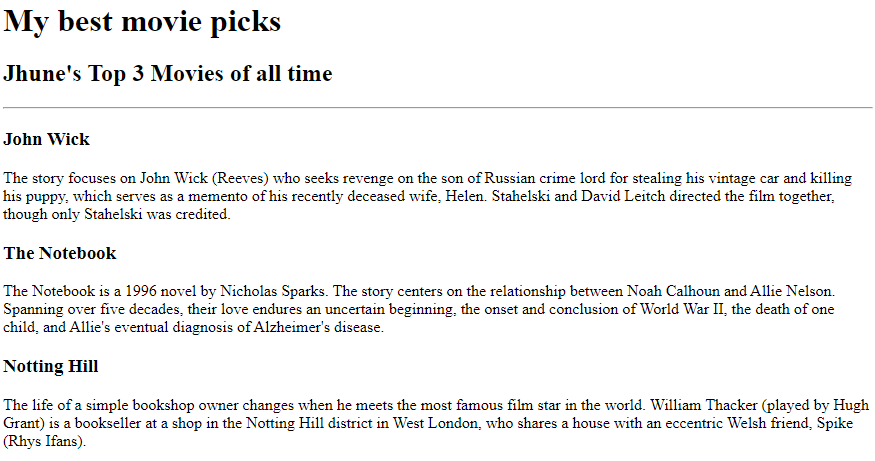 My best movie picks
Jhune's Top 3 Movies of all time
John Wick
The story focuses on John Wick (Reeves) who seeks revenge on the son of Russian crime lord for stealing his vintage car and killing
his puppy, which serves as a memento of his recently deceased wife, Helen. Stahelski and David Leitch directed the film together,
though only Stahelski was credited.
The Notebook
The Notebook is a 1996 novel by Nicholas Sparks. The story centers on the relationship between Noah Calhoun and Allie Nelson.
Spanning over five decades, their love endures an uncertain beginning, the onset and conclusion of World War II, the death of one
child, and Allie's eventual diagnosis of Alzheimer's disease.
Notting Hill
The life of a simple bookshop owner changes when he meets the most famous film star in the world. William Thacker (played by Hugh
Grant) is a bookseller at a shop in the Notting Hill district in West London, who shares a house with an eccentric Welsh friend, Spike
(Rhys Ifans).